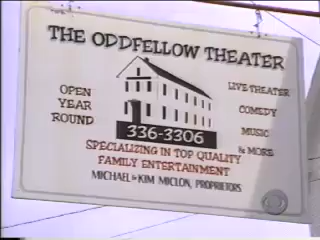 THE ODDFELLOW THEATER
OPEN
YEAR
ROUND
LIVE THEATER
COMEDY
MUSIC
& MORE
336-3306
SPECIALIZING IN TOP QUALITY
FAMILY ENTERTAINMENT
MICHAEL & KIM MICLON, PROPRIETORS